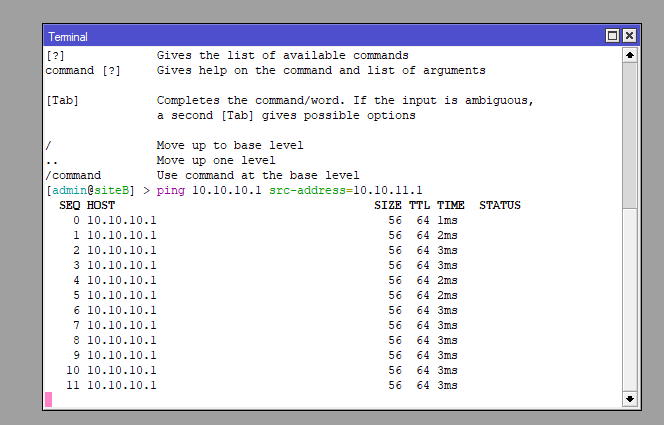 Terminal
[?] Gives the list of available commands
command [?] Gives help on the command and list of arguments
[Tab] Completes the command/word. If the input is ambiguous,
a second [Tab] gives possible options
/ Move up to base level
.. Move up one level
/command Use command at the base level
[admin@siteB] > ping 10.10.10.1 src-address=10.10.11.1
SEQ HOST SIZE TTL TIME STATUS
0 10.10.10.1 56 64 1ms
1 10.10.10.1 56 64 2ms
2 10.10.10.1 56 64 3ms
3 10.10.10.1 56 64 3ms
4 10.10.10.1 56 64 2ms
5 10.10.10.1 56 64 2ms
6 10.10.10.1 56 64 3ms
7 10.10.10.1 56 64 3ms
8 10.10.10.1 56 64 3ms
9 10.10.10.1 56 64 3ms
10 10.10.10.1 56 64 3ms
11 10.10.10.1 56 64 3ms